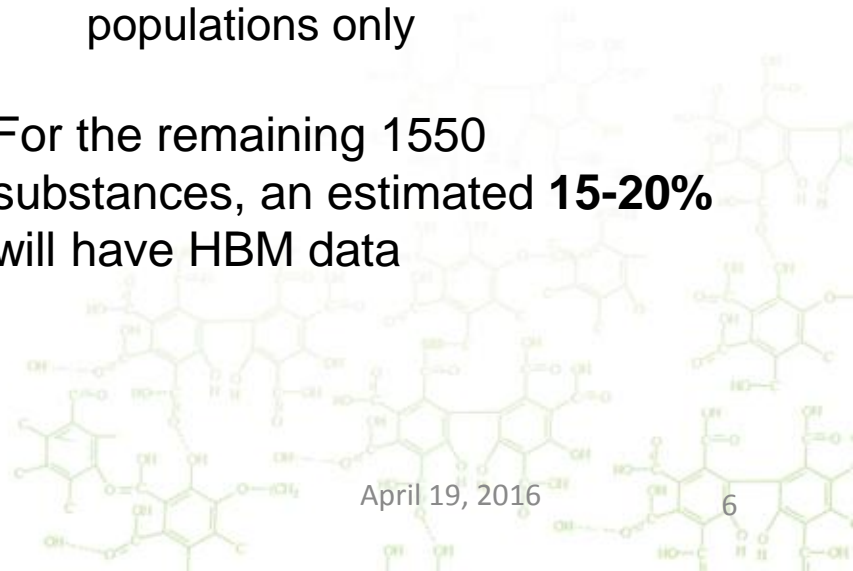 populations only
For the remaining 1550
substances, an estimated 15-20%
will have HBM data
April 19, 2016
6